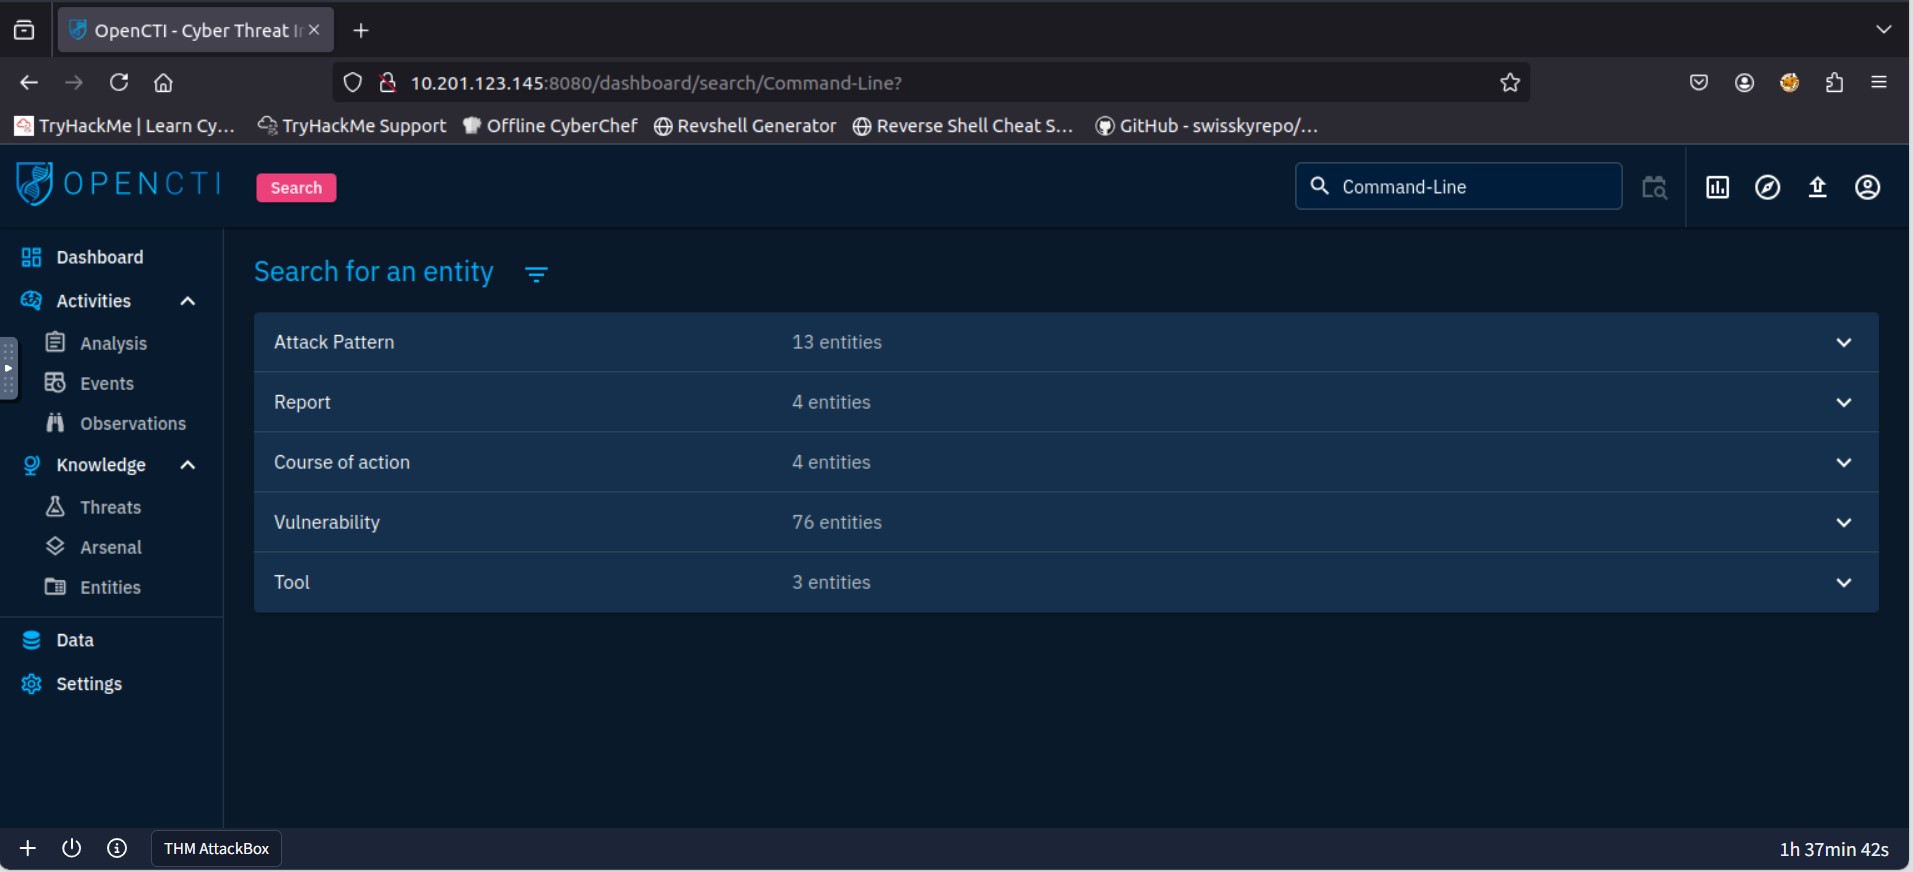 OpenCTI - Cyber Threat In
10.201.123.145:8080/dashboard/search/Command-Line?
TryHackMe | Learn Cy... TryHackMe Support Offline CyberChef Revshell Generator Reverse Shell Cheat S... GitHub - swisskyrepo/...
OPENCTI Search Command-Line
Dashboard
Activities
Analysis
Events
Observations
Knowledge
Threats
Arsenal
Entities
Data
Settings
Search for an entity
Attack Pattern 13 entities
Report 4 entities
Course of action 4 entities
Vulnerability 76 entities
Tool 3 entities
THM AttackBox 1h 37min 42s